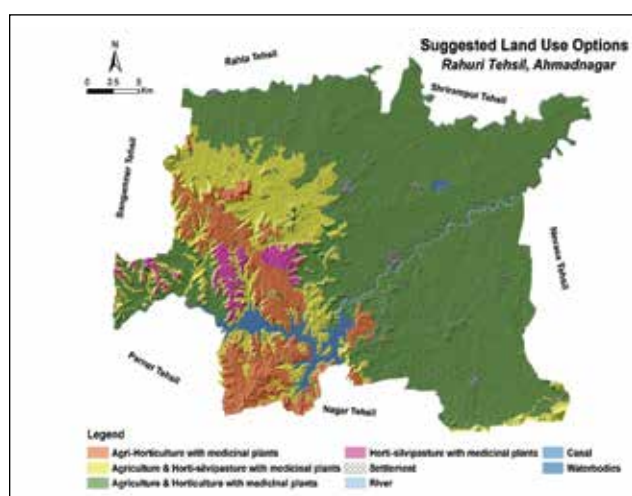 Suggested Land Use Options
Rahuri Tehsil, Ahmadnagar
N
0 2.5 5
Km
Rahta Tehsil
Shrirampur Tehsil
Sangamner Tehsil
Nevasa Tehsil
Parner Tehsil
Nagar Tehsil
Legend
Agri-Horticulture with medicinal plants
Agriculture & Horti-silvipasture with medicinal plants
Agriculture & Horticulture with medicinal plants
Horti-silvipasture with medicinal plants
Settlement
River
Canal
Waterbodies